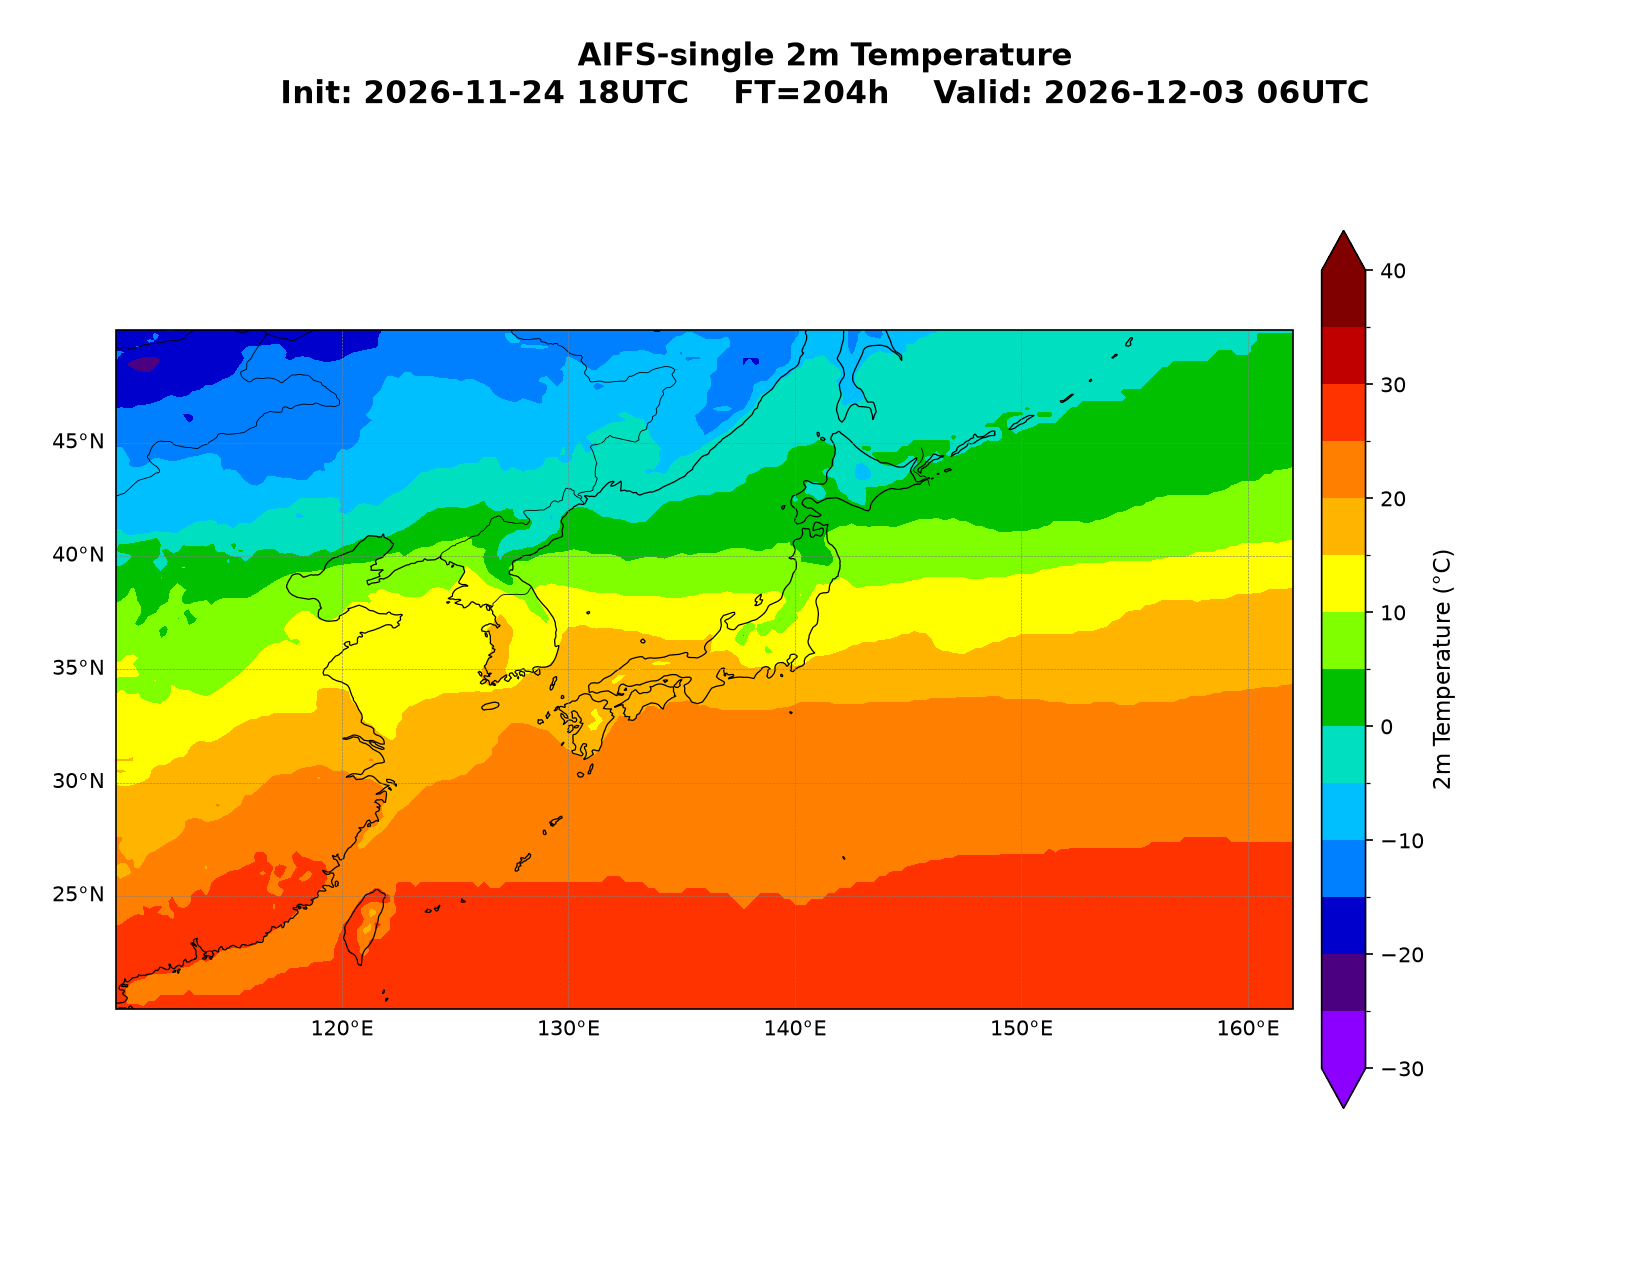 AIFS-single 2m Temperature
Init: 2026-11-24 18UTC    FT=204h    Valid: 2026-12-03 06UTC
45°N
40°N
35°N
30°N
25°N
120°E
130°E
140°E
150°E
160°E
40
30
20
10
0
−10
−20
−30
2m Temperature (°C)